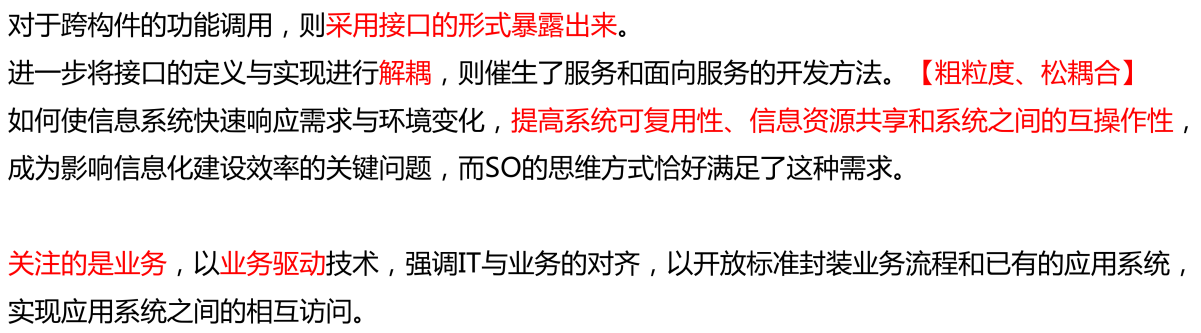 对于跨构件的功能调用，则采用接口的形式暴露出来。
进一步将接口的定义与实现进行解耦，则催生了服务和面向服务的开发方法。【粗粒度、松耦合】
如何使信息系统快速响应需求与环境变化，提高系统可复用性、信息资源共享和系统之间的互操作性，
成为影响信息化建设效率的关键问题，而SO的思维方式恰好满足了这种需求。
关注的是业务，以业务驱动技术，强调IT与业务的对齐，以开放标准封装业务流程和已有的应用系统，
实现应用系统之间的相互访问。